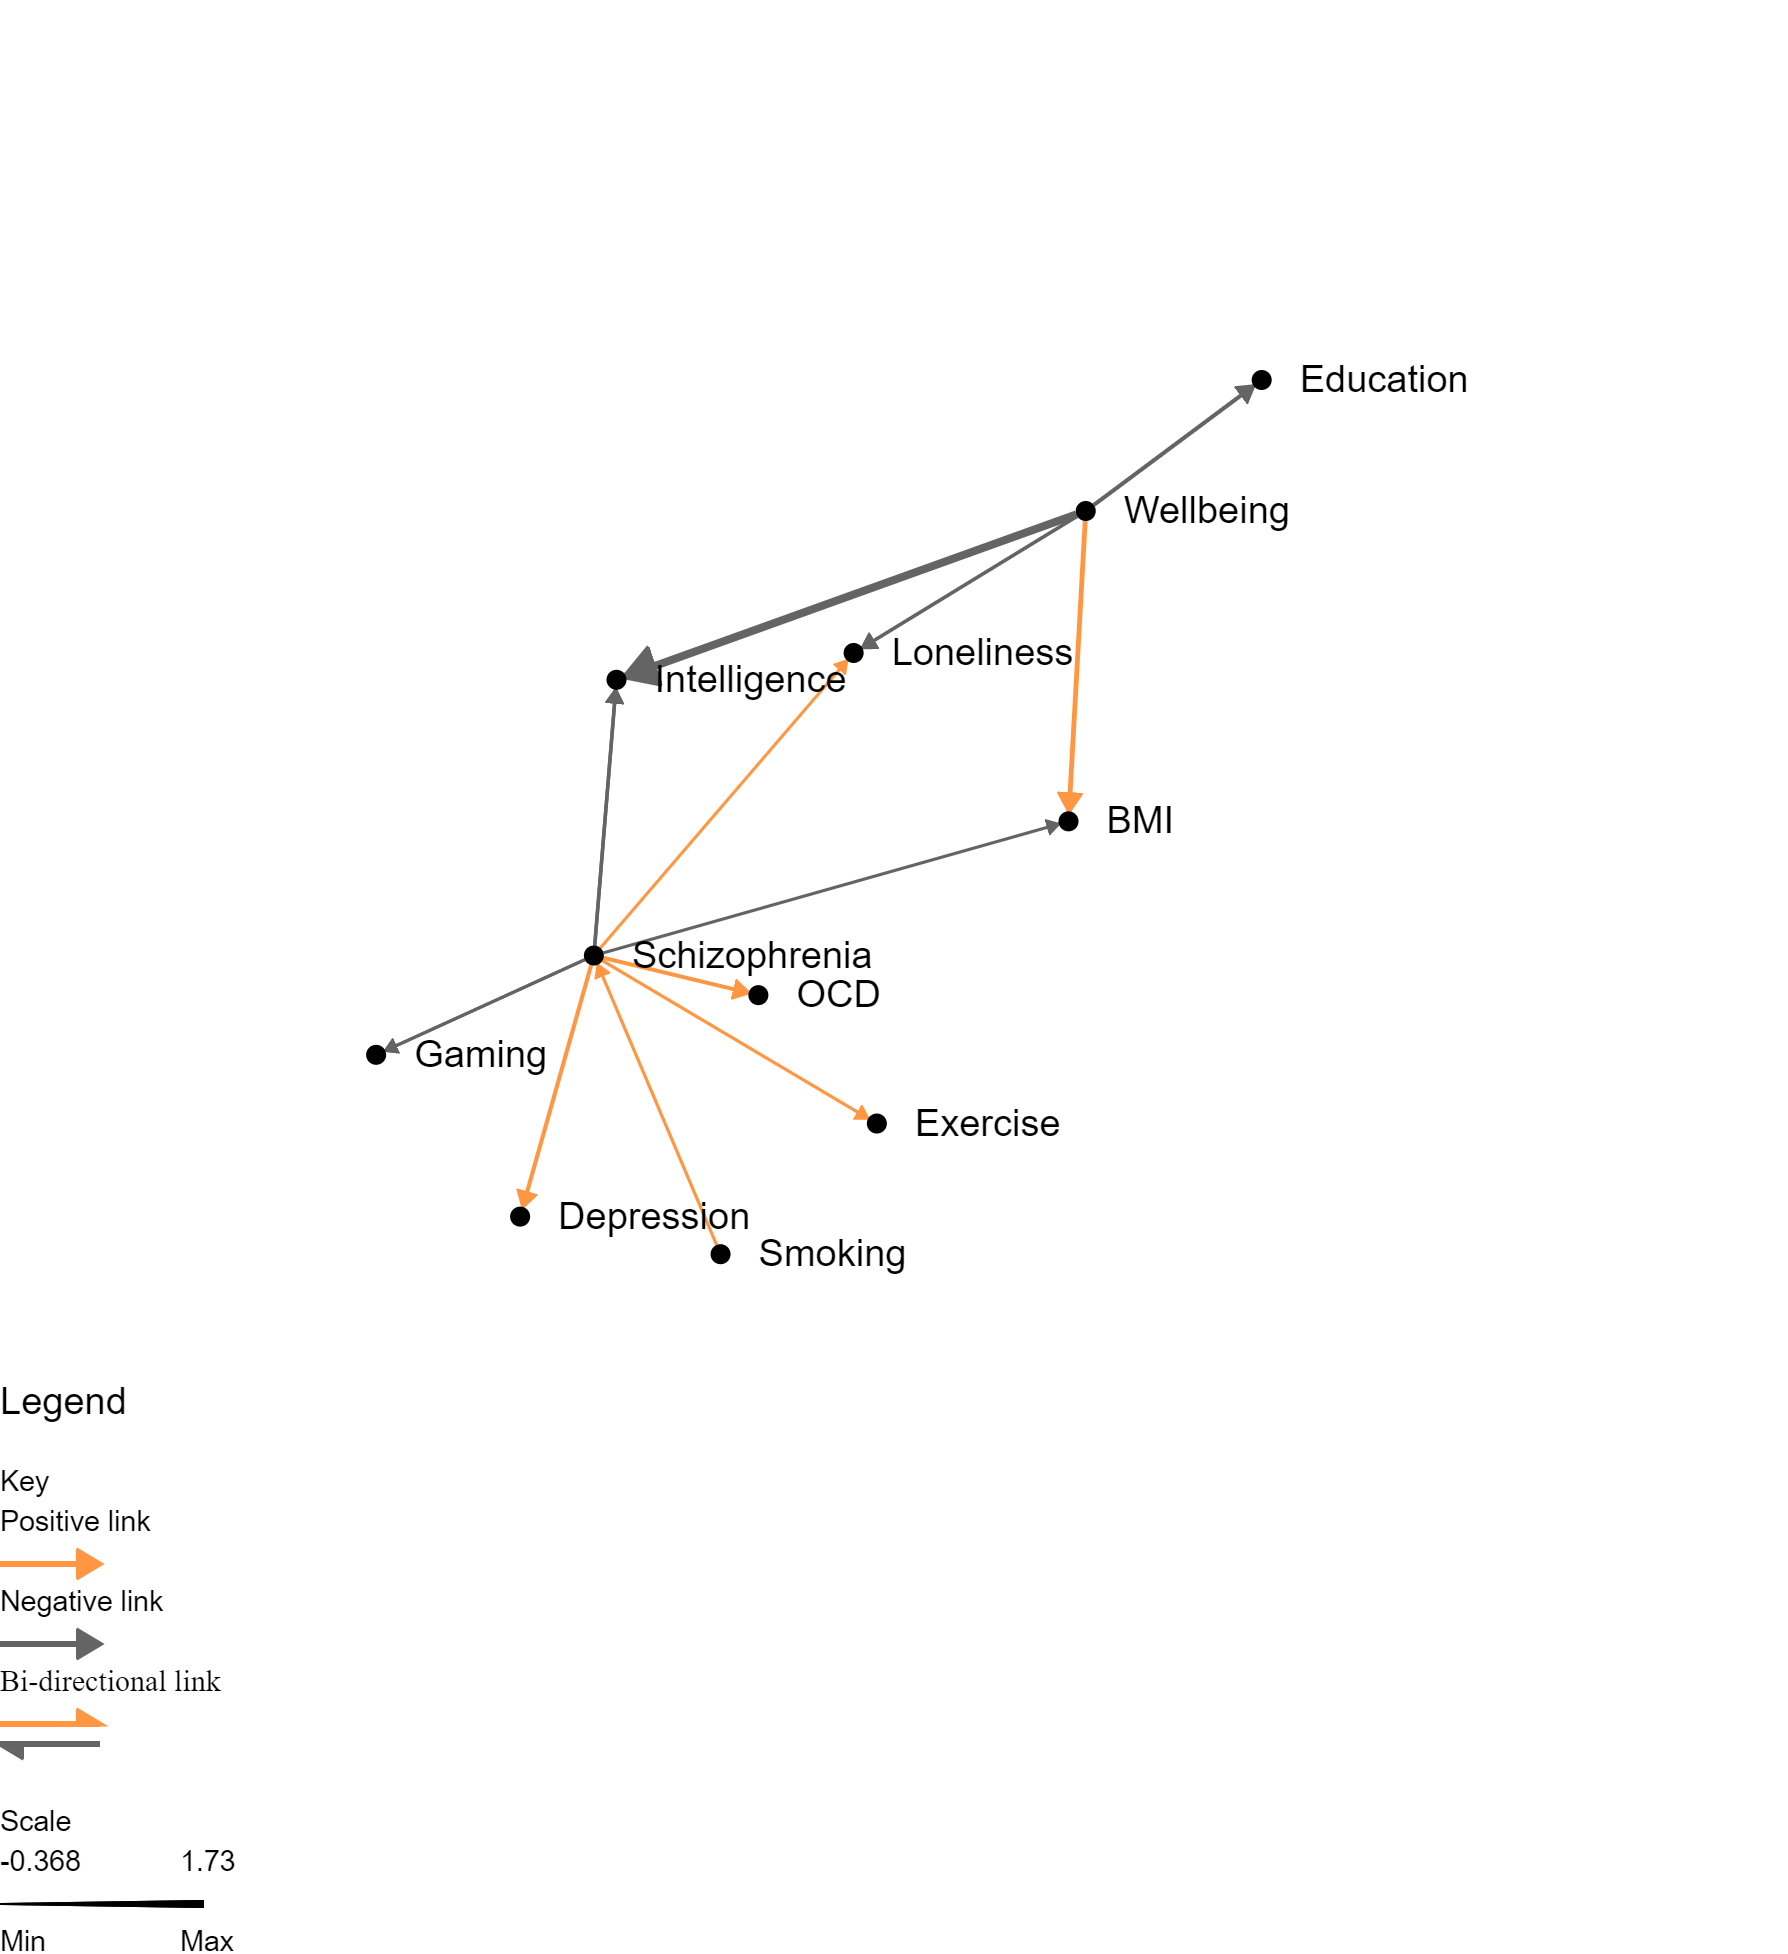 Education
Wellbeing
Loneliness
Intelligence
BMI
Schizophrenia
OCD
Gaming
Exercise
Depression
Smoking
Legend
Key
Positive link
Negative link
Bi-directional link
Scale
-0.368 1.73
Min Max